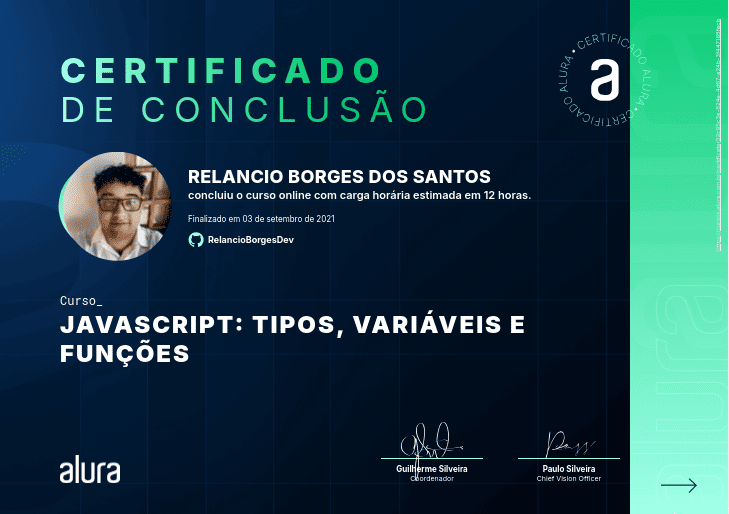 CERTIFICADO
DE CONCLUSÃO
CERTIFICADO ALURA • CERTIFICADO ALURA •
a
RELANCIO BORGES DOS SANTOS
concluiu o curso online com carga horária estimada em 12 horas.
Finalizado em 03 de setembro de 2021
RelancioBorgesDev
Curso_
JAVASCRIPT: TIPOS, VARIÁVEIS E
FUNÇÕES
alura
Guilherme Silveira
Coordenador
Paulo Silveira
Chief Vision Officer
alura